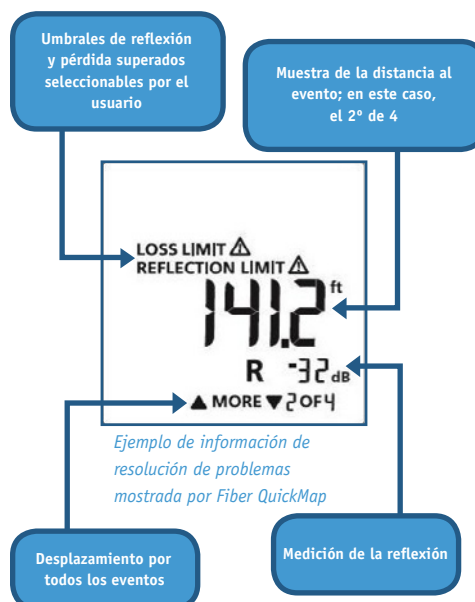 Umbrales de reflexión
y pérdida superados
seleccionables por el
usuario
Muestra de la distancia al
evento; en este caso,
el 2º de 4
LOSS LIMIT ⚠
REFLECTION LIMIT ⚠
141.2 ft
R -32 dB
▲ MORE ▼ 2 OF 4
Ejemplo de información de
resolución de problemas
mostrada por Fiber QuickMap
Desplazamiento por
todos los eventos
Medición de la reflexión